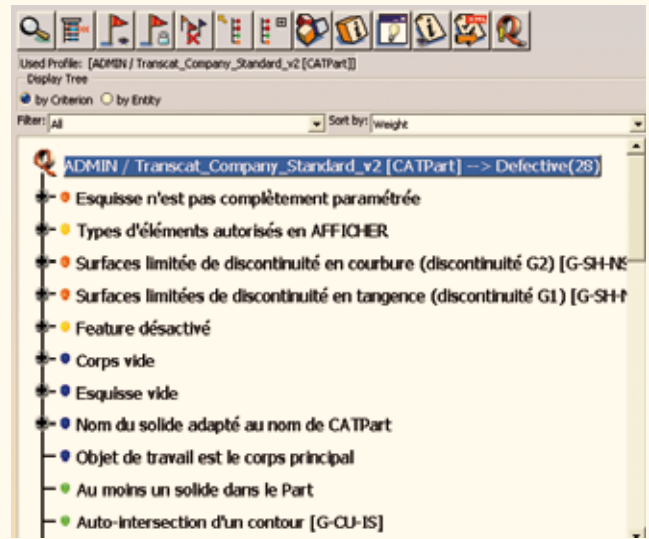 Used Profile: [ADMIN / Transcat_Company_Standard_v2 [CATPart]]
Display Tree
by Criterion by Entity
Filter: All Sort by: Weight
ADMIN / Transcat_Company_Standard_v2 [CATPart] --> Defective(28)
Esquisse n'est pas complètement paramétrée
Types d'éléments autorisés en AFFICHER
Surfaces limitée de discontinuité en courbure (discontinuité G2) [G-SH-NS
Surfaces limitées de discontinuité en tangence (discontinuité G1) [G-SH-
Feature désactivé
Corps vide
Esquisse vide
Nom du solide adapté au nom de CATPart
Objet de travail est le corps principal
Au moins un solide dans le Part
Auto-intersection d'un contour [G-CU-IS]